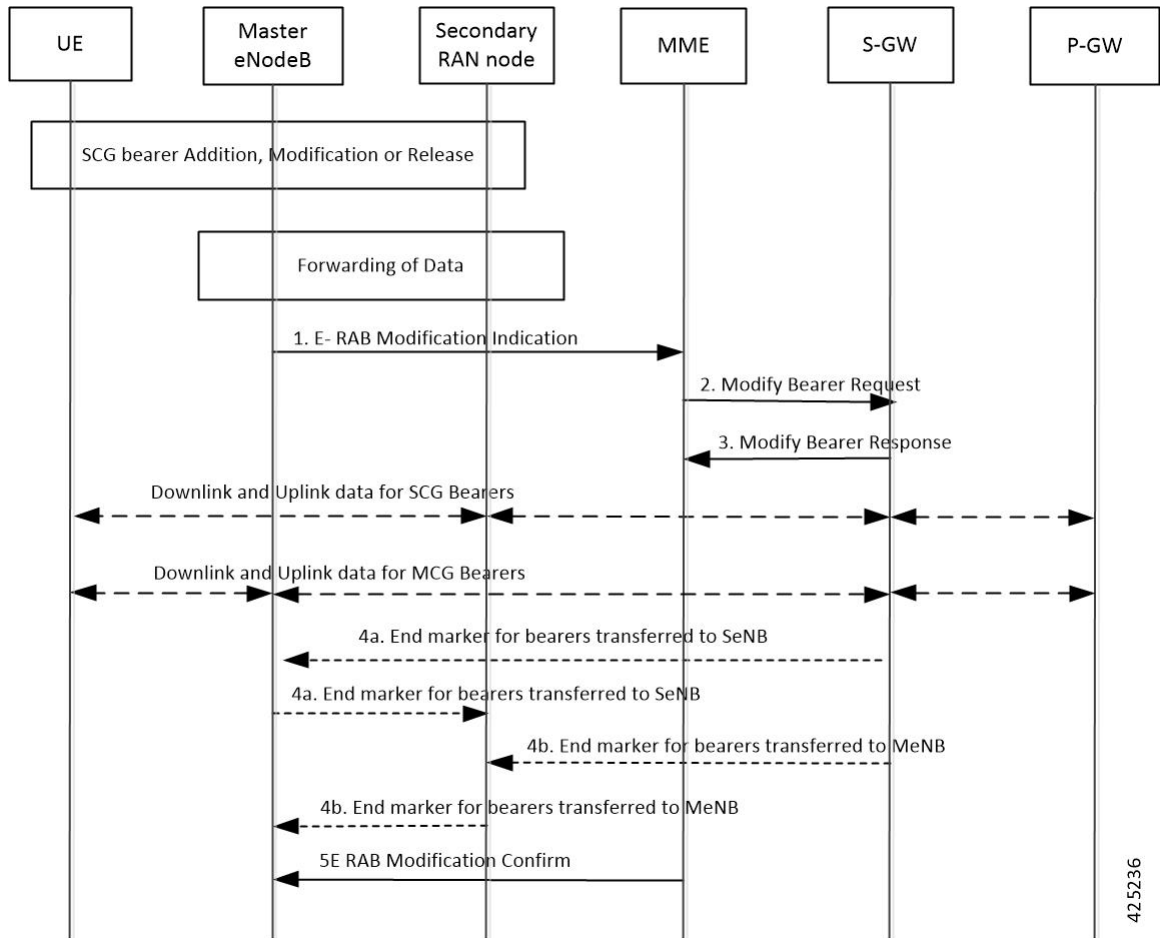 UE
Master
eNodeB
Secondary
RAN node
MME
S-GW
P-GW
SCG bearer Addition, Modification or Release
Forwarding of Data
1. E- RAB Modification Indication
2. Modify Bearer Request
3. Modify Bearer Response
Downlink and Uplink data for SCG Bearers
Downlink and Uplink data for MCG Bearers
4a. End marker for bearers transferred to SeNB
4a. End marker for bearers transferred to SeNB
4b. End marker for bearers transferred to MeNB
4b. End marker for bearers transferred to MeNB
5E RAB Modification Confirm
425236